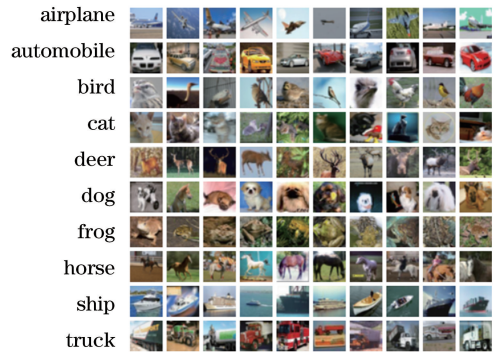 airplane
automobile
bird
cat
deer
dog
frog
horse
ship
truck